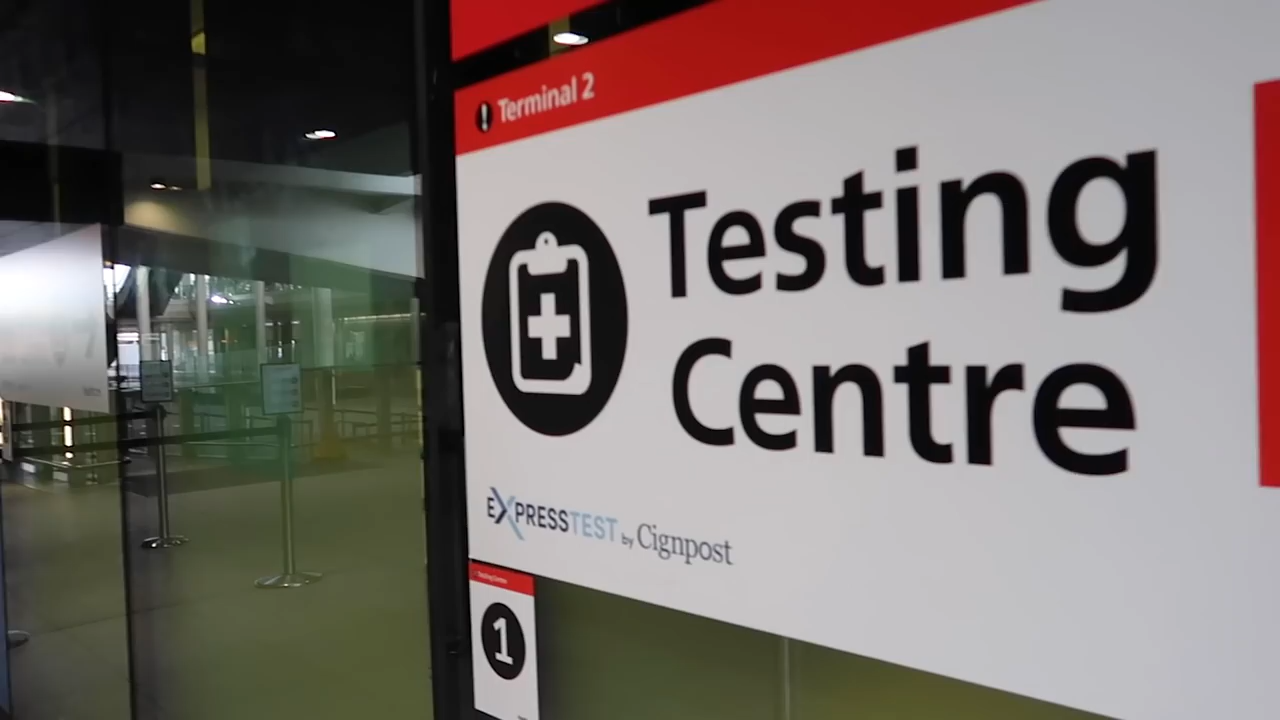 Terminal 2
Testing
Centre
EXPRESSTEST by Cignpost
Testing Centre
1